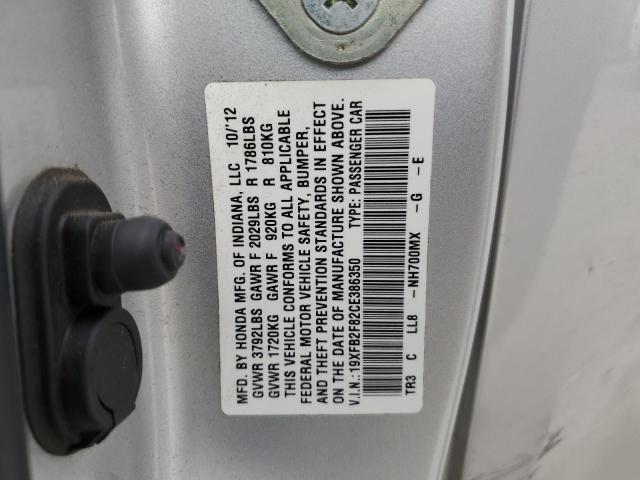 MFD. BY HONDA MFG. OF INDIANA, LLC 10/'12
GVWR 3792LBS GAWR F 2029LBS R 1786LBS
GVWR 1720KG GAWR F 920KG R 810KG
THIS VEHICLE CONFORMS TO ALL APPLICABLE
FEDERAL MOTOR VEHICLE SAFETY, BUMPER,
AND THEFT PREVENTION STANDARDS IN EFFECT
ON THE DATE OF MANUFACTURE SHOWN ABOVE.
V.I.N.: 19XFB2F82CE386350 TYPE: PASSENGER CAR
TR3 C LL8 -NH700MX -G -E